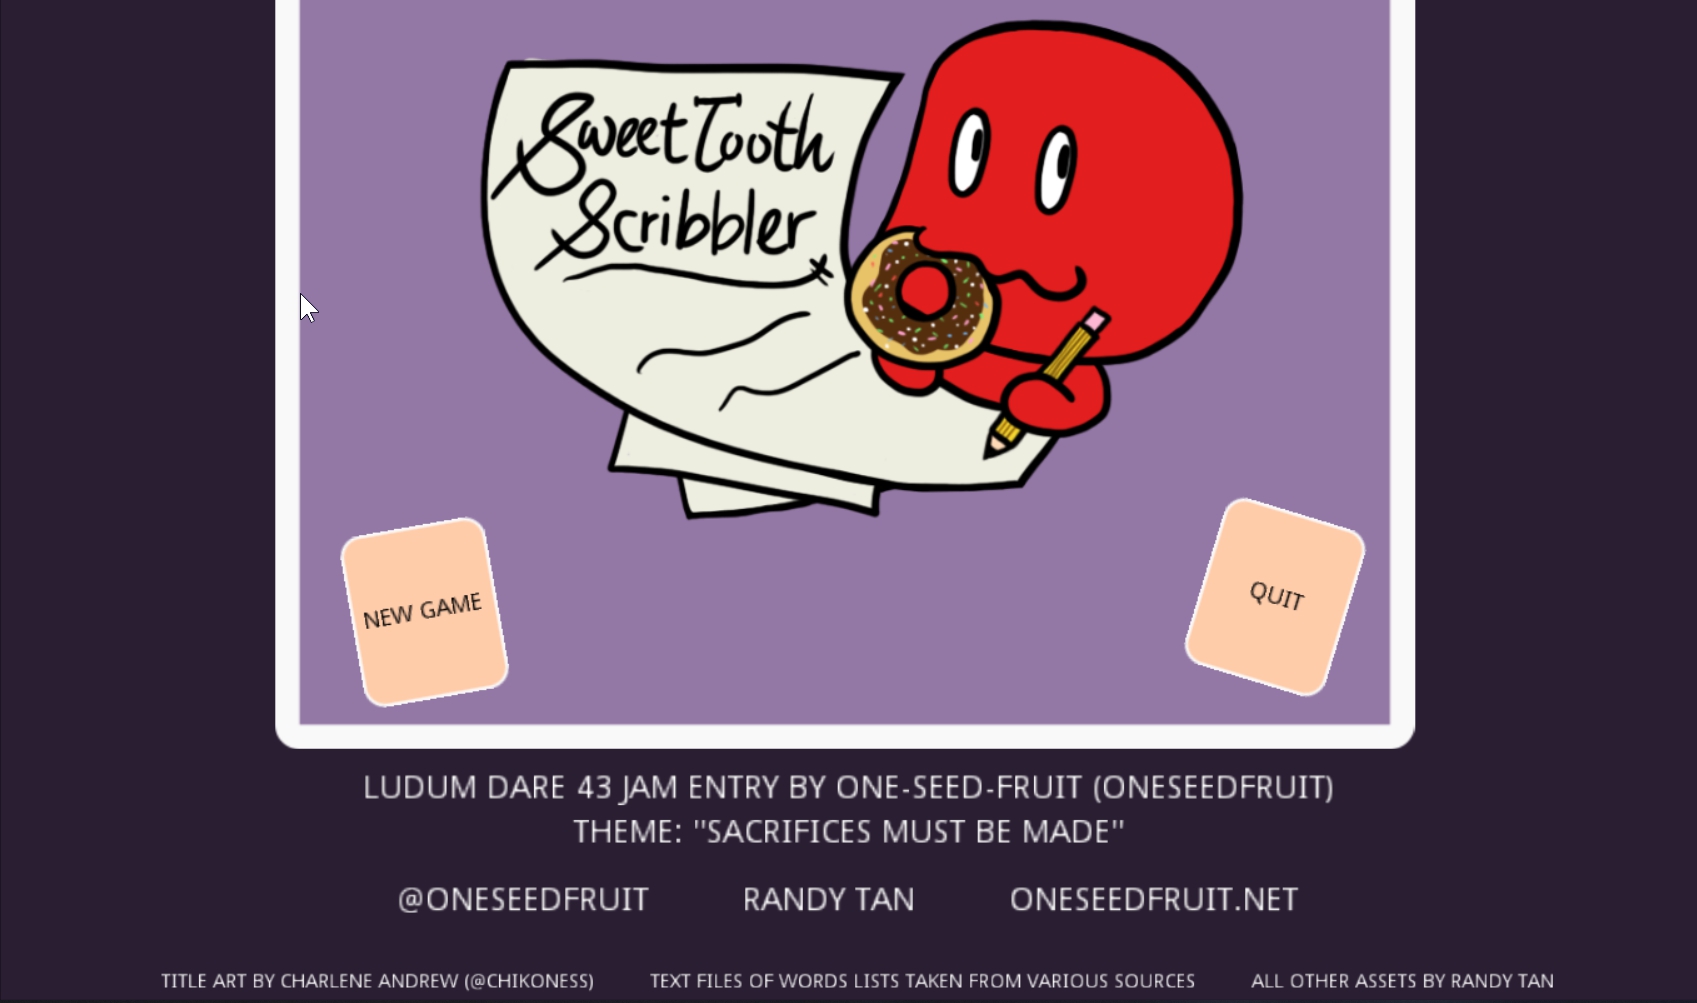 Sweet Tooth
Scribbler
NEW GAME
QUIT
LUDUM DARE 43 JAM ENTRY BY ONE-SEED-FRUIT (ONESEEDFRUIT)
THEME: "SACRIFICES MUST BE MADE"
@ONESEEDFRUIT RANDY TAN ONESEEDFRUIT.NET
TITLE ART BY CHARLENE ANDREW (@CHIKONESS) TEXT FILES OF WORDS LISTS TAKEN FROM VARIOUS SOURCES ALL OTHER ASSETS BY RANDY TAN